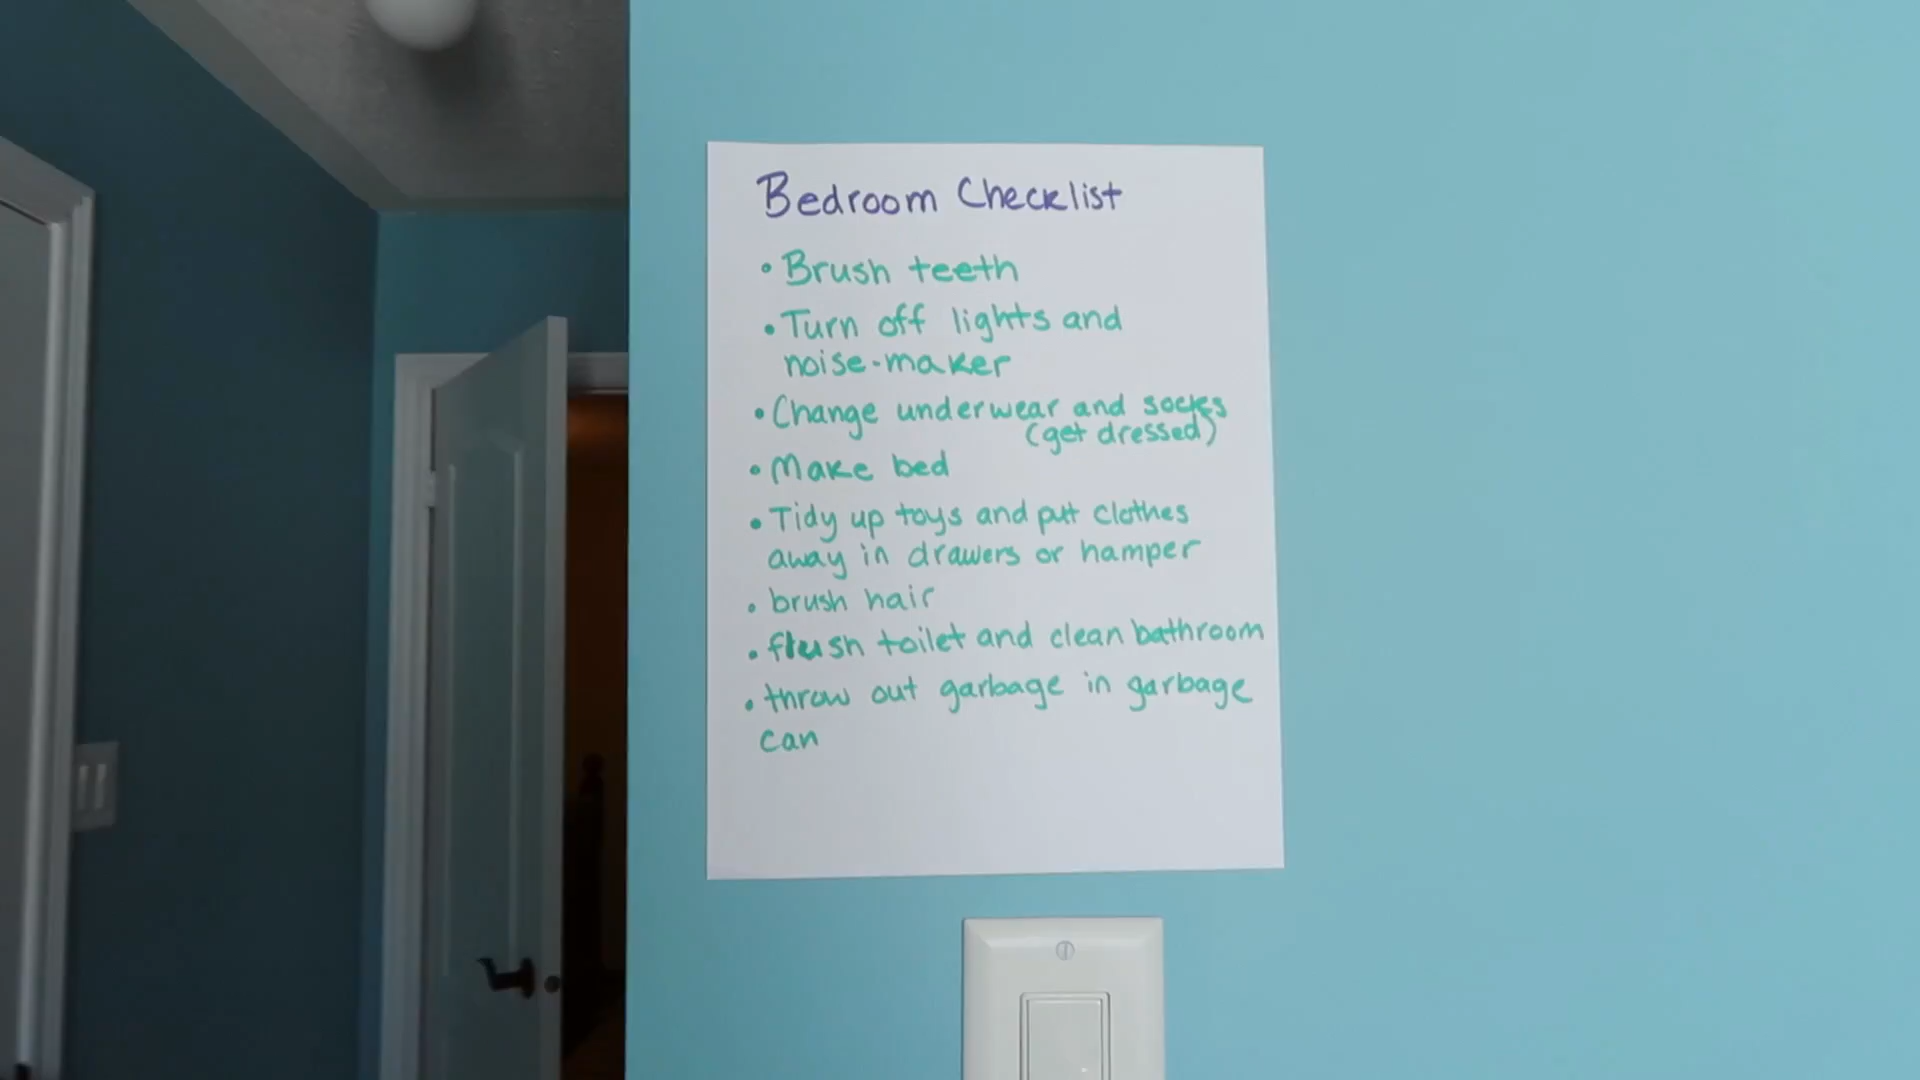 Bedroom Checklist
• Brush teeth
• Turn off lights and
noise-maker
• Change underwear and socks
(get dressed)
• Make bed
• Tidy up toys and put clothes
away in drawers or hamper
• brush hair
• flush toilet and clean bathroom
• throw out garbage in garbage
can